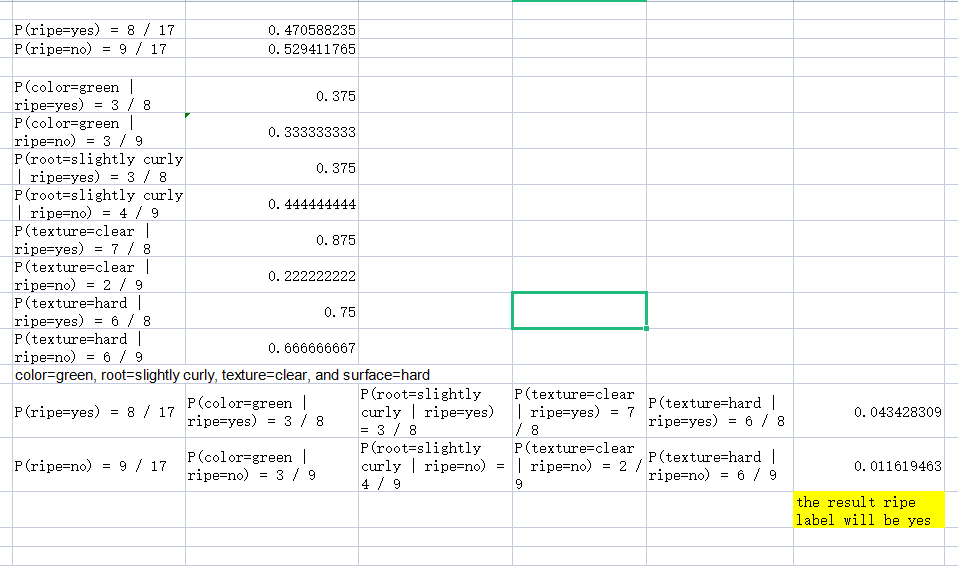 P(ripe=yes) = 8 / 17 0.470588235
P(ripe=no) = 9 / 17 0.529411765
P(color=green |
ripe=yes) = 3 / 8 0.375
P(color=green |
ripe=no) = 3 / 9 0.333333333
P(root=slightly curly
| ripe=yes) = 3 / 8 0.375
P(root=slightly curly
| ripe=no) = 4 / 9 0.444444444
P(texture=clear |
ripe=yes) = 7 / 8 0.875
P(texture=clear |
ripe=no) = 2 / 9 0.222222222
P(texture=hard |
ripe=yes) = 6 / 8 0.75
P(texture=hard |
ripe=no) = 6 / 9 0.666666667
color=green, root=slightly curly, texture=clear, and surface=hard
P(ripe=yes) = 8 / 17
P(color=green |
ripe=yes) = 3 / 8
P(root=slightly
curly | ripe=yes)
= 3 / 8
P(texture=clear
| ripe=yes) = 7
/ 8
P(texture=hard |
ripe=yes) = 6 / 8
0.043428309
P(ripe=no) = 9 / 17
P(color=green |
ripe=no) = 3 / 9
P(root=slightly
curly | ripe=no) =
4 / 9
P(texture=clear
| ripe=no) = 2 /
9
P(texture=hard |
ripe=no) = 6 / 9
0.011619463
the result ripe
label will be yes